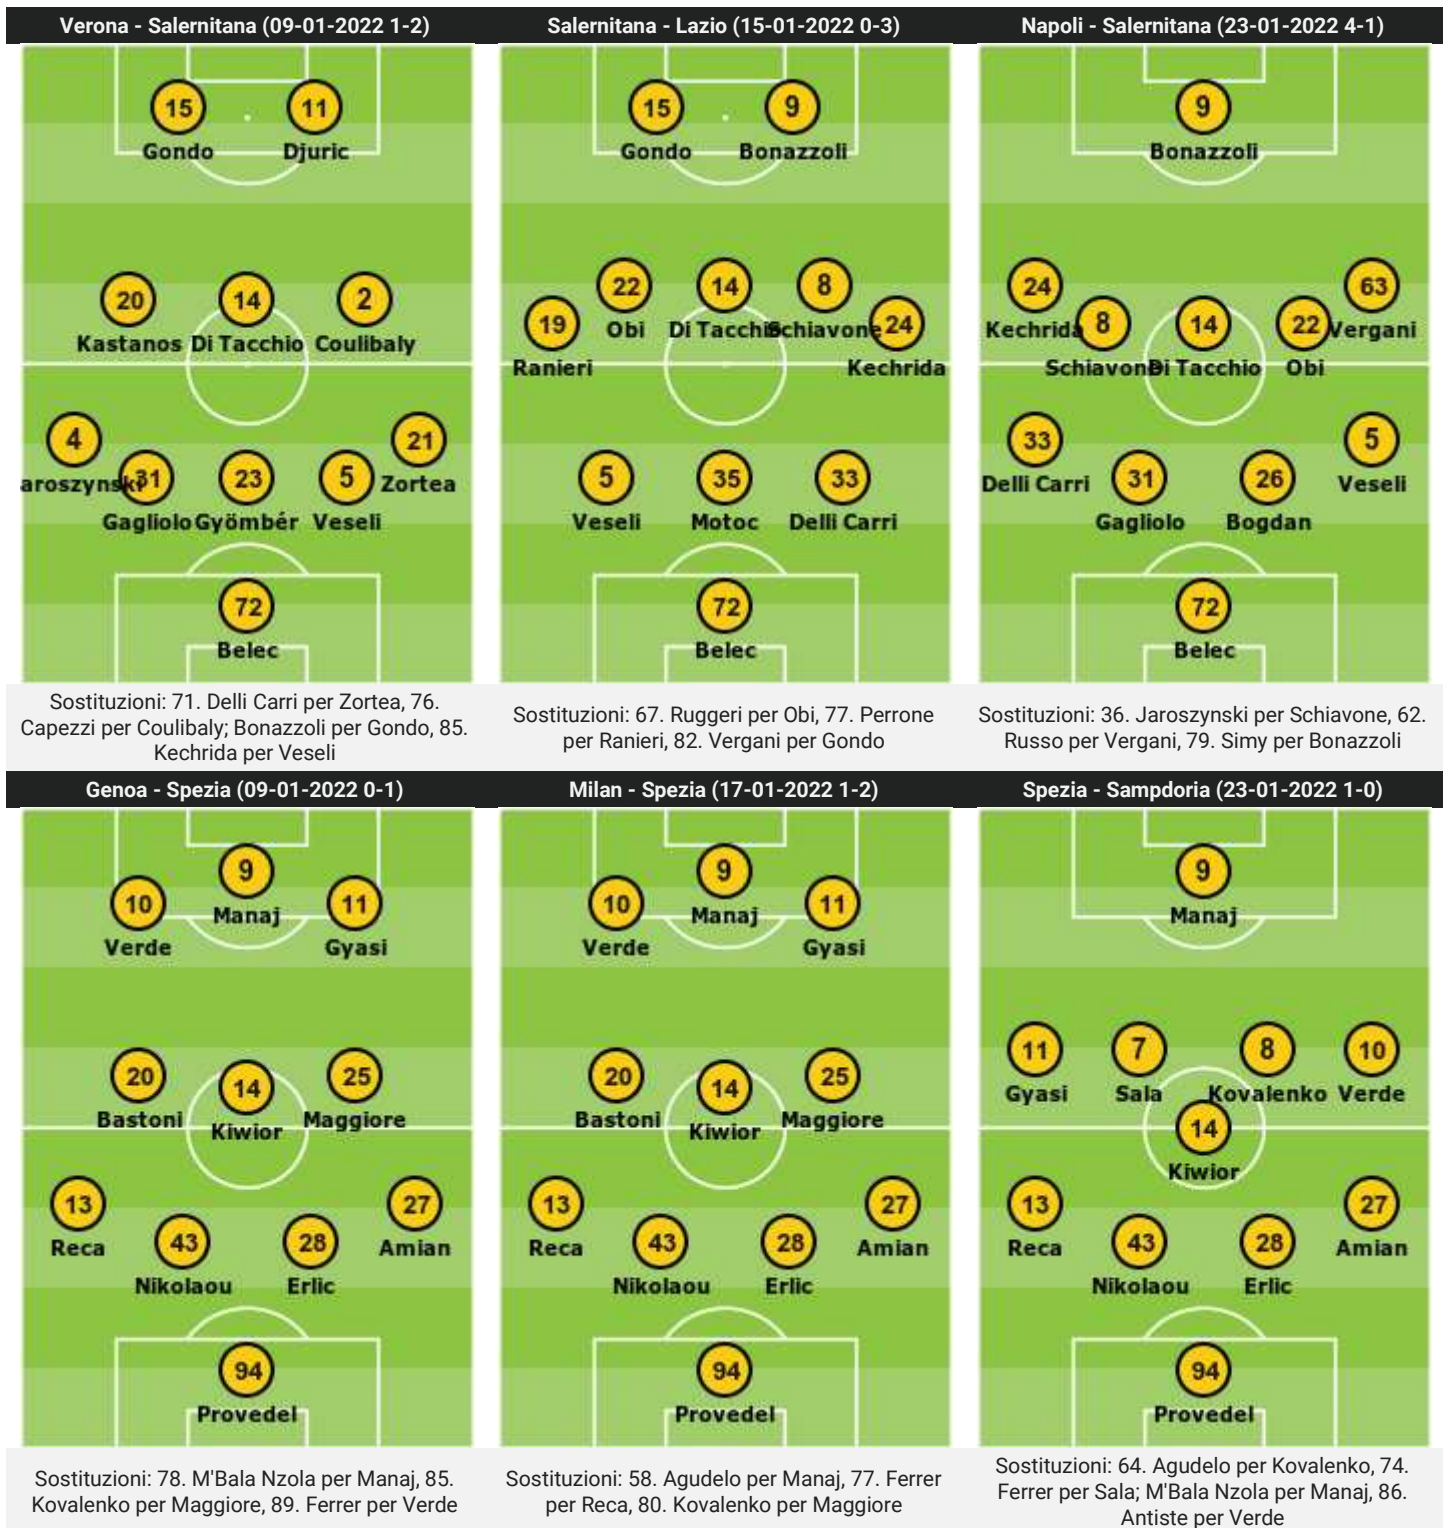 Verona - Salernitana (09-01-2022 1-2)
15
11
Gondo
Djuric
20
14
2
Kastanos
Di Tacchio
Coulibaly
4
21
aroszynski
31
23
5
Zortea
Gagliolo
Gyömbér
Veseli
72
Belec
Sostituzioni: 71. Delli Carri per Zortea, 76.
Capezzi per Coulibaly; Bonazzoli per Gondo, 85.
Kechrida per Veseli
Salernitana - Lazio (15-01-2022 0-3)
15
9
Gondo
Bonazzoli
22
14
8
19
Obi
Di Tacchio
Schiavone
24
Ranieri
Kechrida
5
35
33
Veseli
Motoc
Delli Carri
72
Belec
Sostituzioni: 67. Ruggeri per Obi, 77. Perrone
per Ranieri, 82. Vergani per Gondo
Napoli - Salernitana (23-01-2022 4-1)
9
Bonazzoli
24
63
Kechrida
8
14
22
Vergani
Schiavone
Di Tacchio
Obi
33
5
Delli Carri
31
26
Veseli
Gagliolo
Bogdan
72
Belec
Sostituzioni: 36. Jaroszynski per Schiavone, 62.
Russo per Vergani, 79. Simy per Bonazzoli
Genoa - Spezia (09-01-2022 0-1)
9
10
11
Manaj
Verde
Gyasi
20
14
25
Bastoni
Kiwior
Maggiore
13
27
Reca
43
28
Amian
Nikolaou
Erlic
94
Provedel
Sostituzioni: 78. M'Bala Nzola per Manaj, 85.
Kovalenko per Maggiore, 89. Ferrer per Verde
Milan - Spezia (17-01-2022 1-2)
9
10
11
Manaj
Verde
Gyasi
20
14
25
Bastoni
Kiwior
Maggiore
13
27
Reca
43
28
Amian
Nikolaou
Erlic
94
Provedel
Sostituzioni: 58. Agudelo per Manaj, 77. Ferrer
per Reca, 80. Kovalenko per Maggiore
Spezia - Sampdoria (23-01-2022 1-0)
9
Manaj
11
7
8
10
Gyasi
Sala
Kovalenko
Verde
14
Kiwior
13
27
Reca
43
28
Amian
Nikolaou
Erlic
94
Provedel
Sostituzioni: 64. Agudelo per Kovalenko, 74.
Ferrer per Sala; M'Bala Nzola per Manaj, 86.
Antiste per Verde